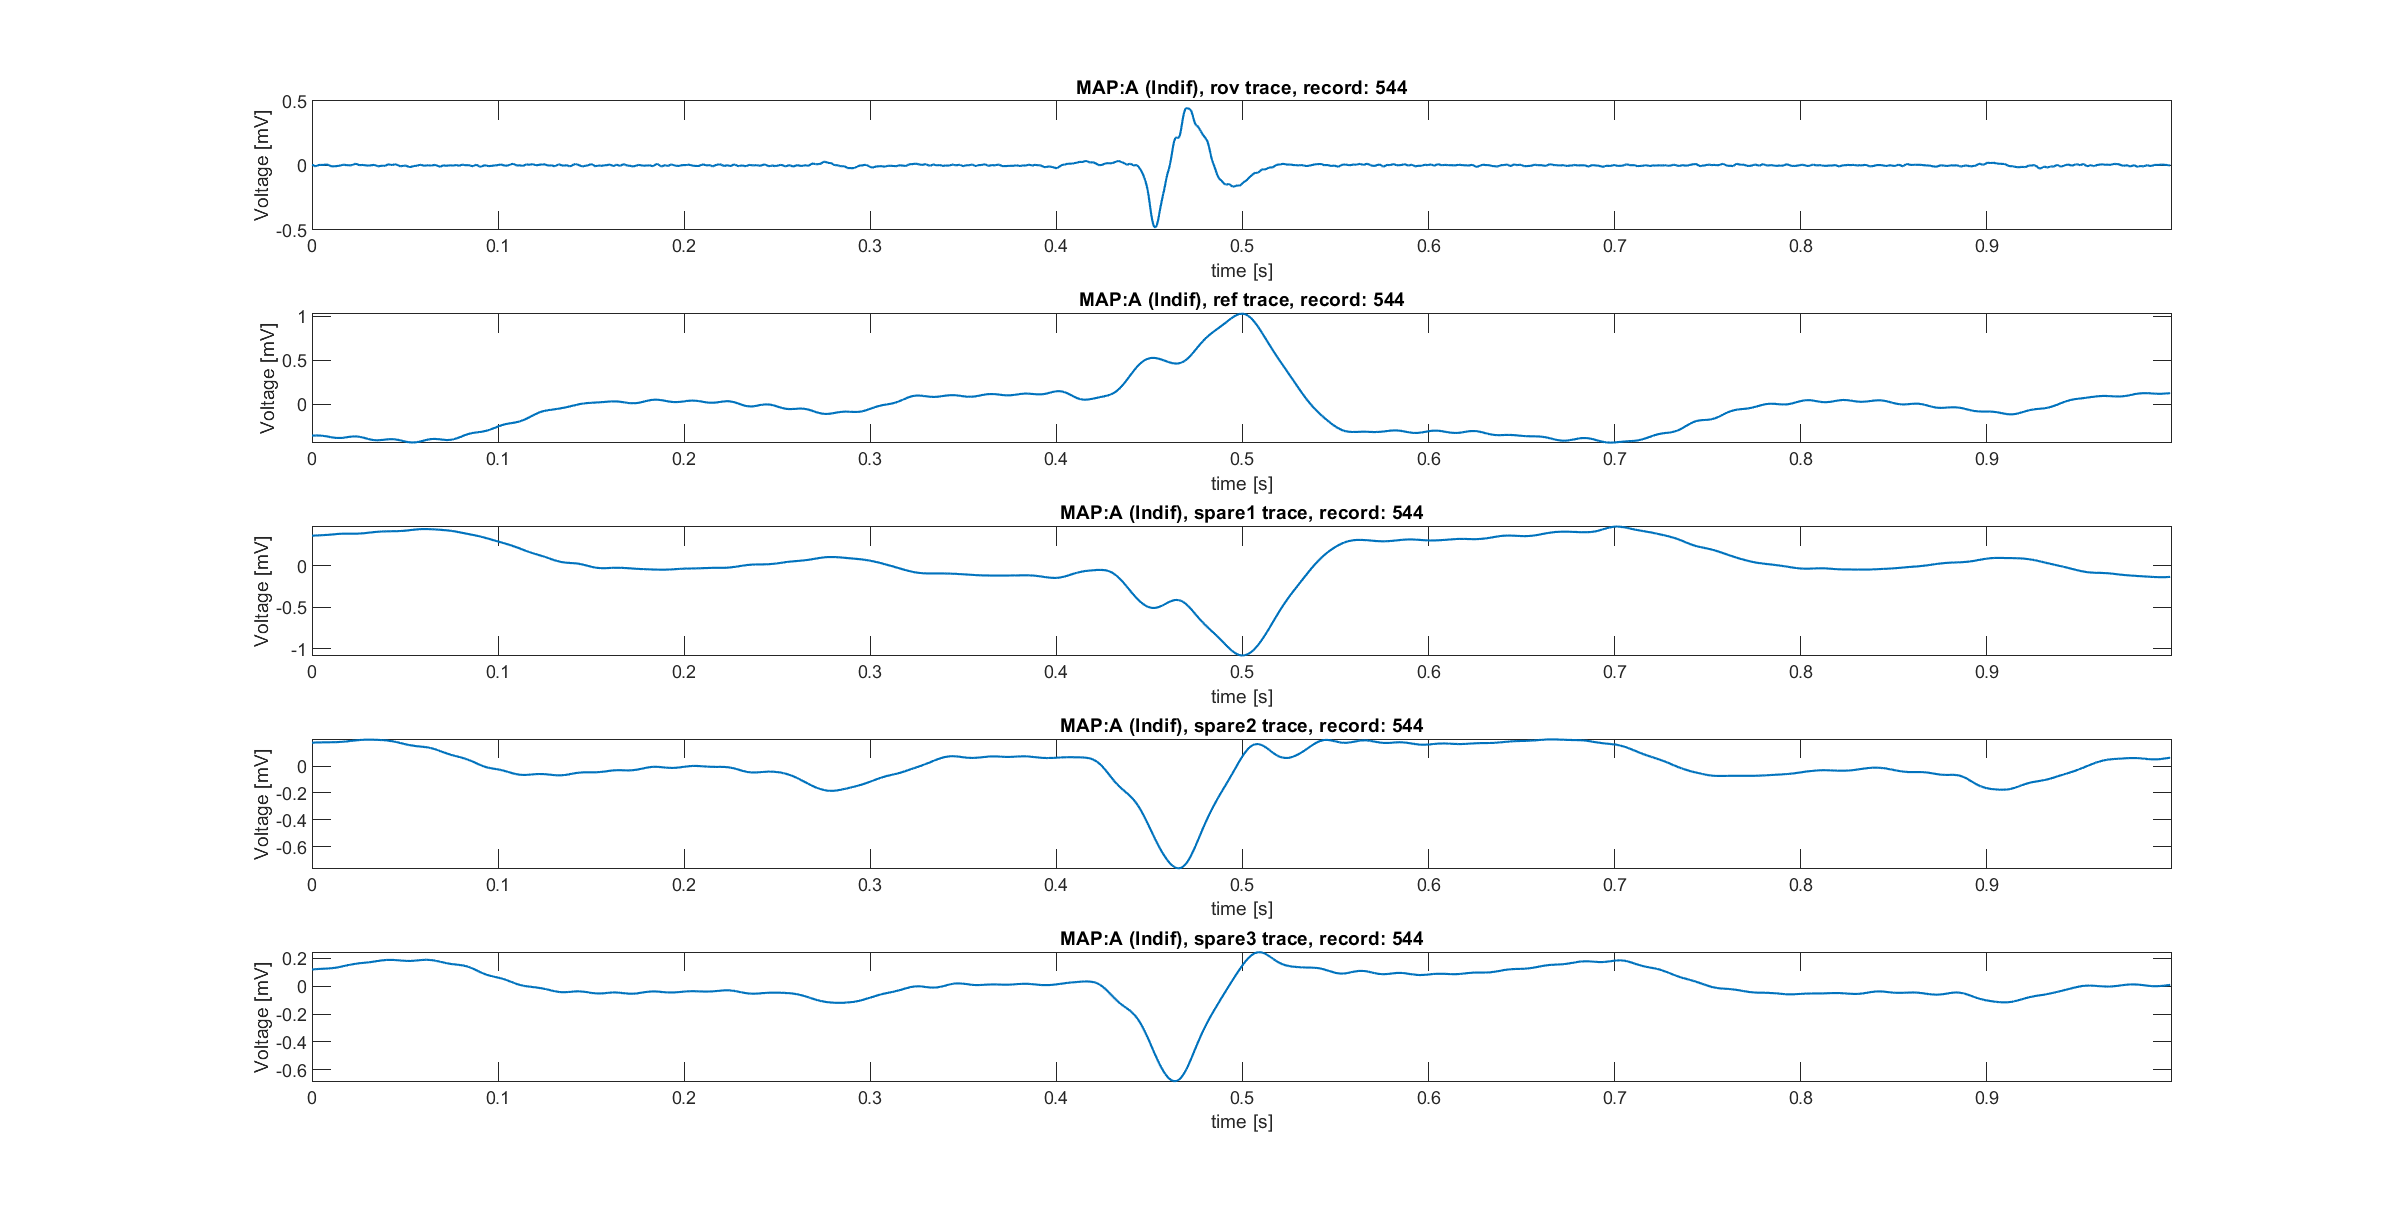 MAP:A (Indif), rov trace, record: 544
Voltage [mV]
0.5
0
-0.5
0 0.1 0.2 0.3 0.4 0.5 0.6 0.7 0.8 0.9
time [s]
MAP:A (Indif), ref trace, record: 544
Voltage [mV]
1
0.5
0
0 0.1 0.2 0.3 0.4 0.5 0.6 0.7 0.8 0.9
time [s]
MAP:A (Indif), spare1 trace, record: 544
Voltage [mV]
0
-0.5
-1
0 0.1 0.2 0.3 0.4 0.5 0.6 0.7 0.8 0.9
time [s]
MAP:A (Indif), spare2 trace, record: 544
Voltage [mV]
0
-0.2
-0.4
-0.6
0 0.1 0.2 0.3 0.4 0.5 0.6 0.7 0.8 0.9
time [s]
MAP:A (Indif), spare3 trace, record: 544
Voltage [mV]
0.2
0
-0.2
-0.4
-0.6
0 0.1 0.2 0.3 0.4 0.5 0.6 0.7 0.8 0.9
time [s]